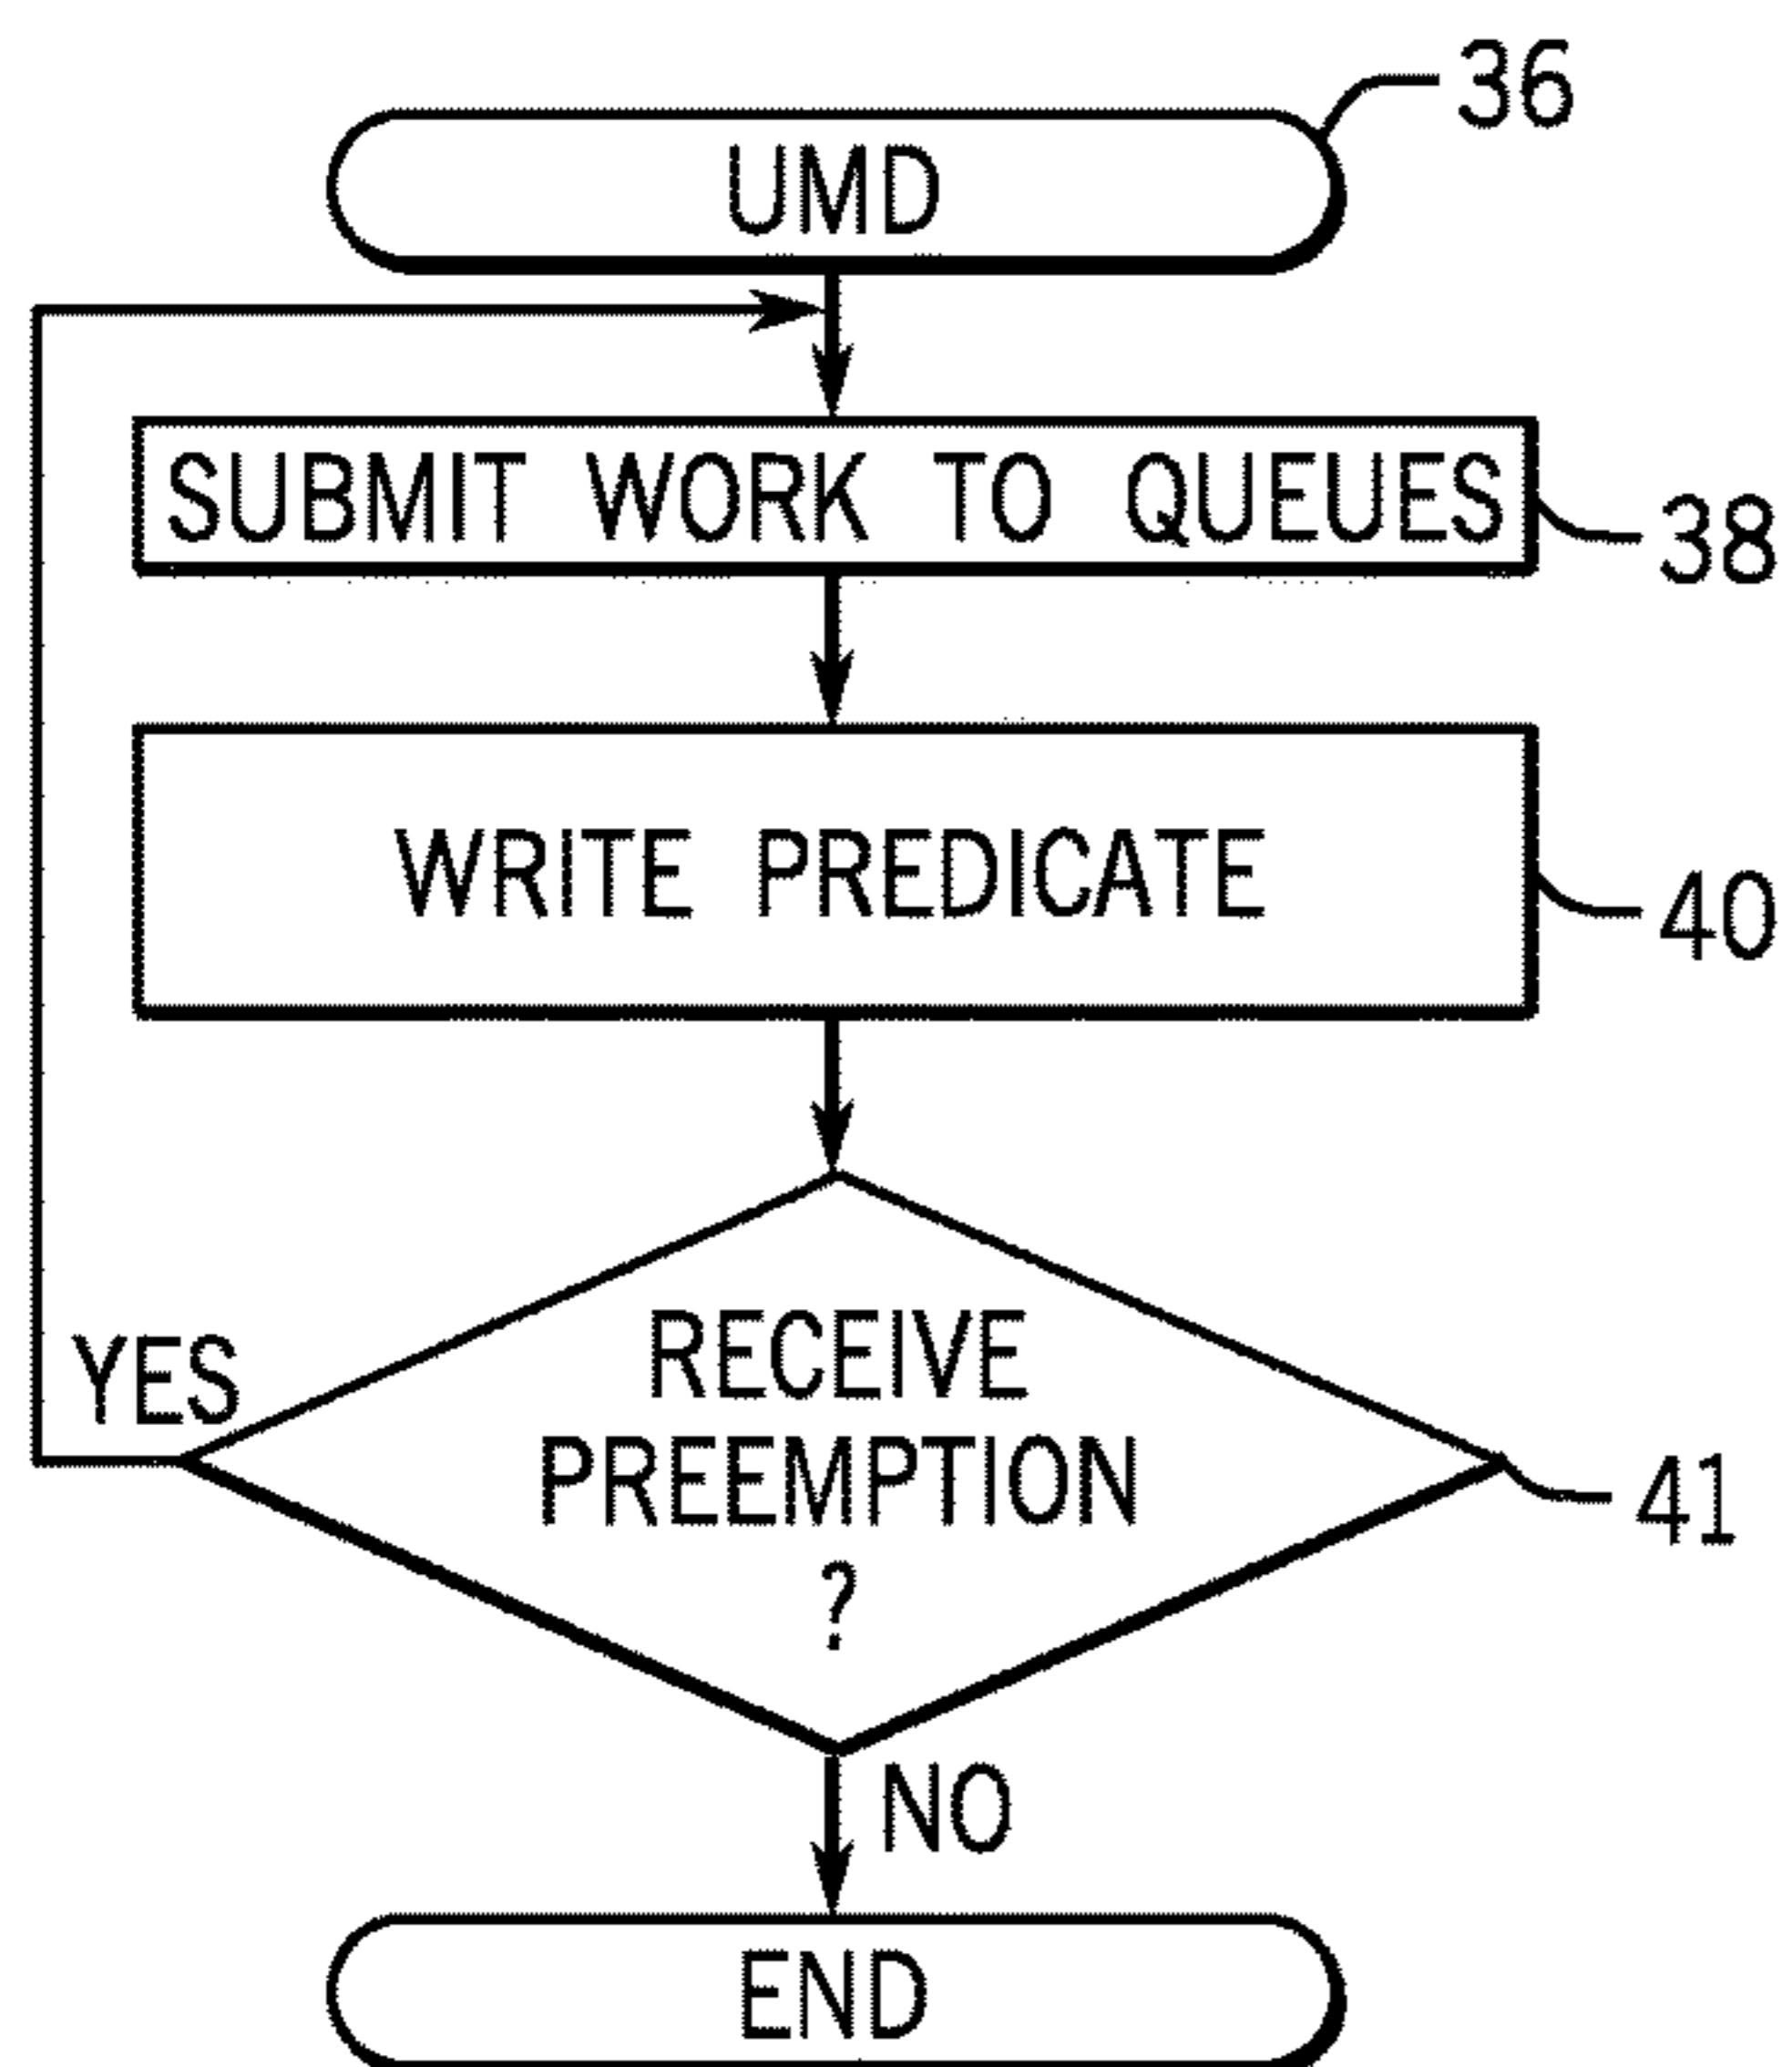 36
UMD
SUBMIT WORK TO QUEUES
38
WRITE PREDICATE
40
YES
RECEIVE
PREEMPTION
?
41
NO
END